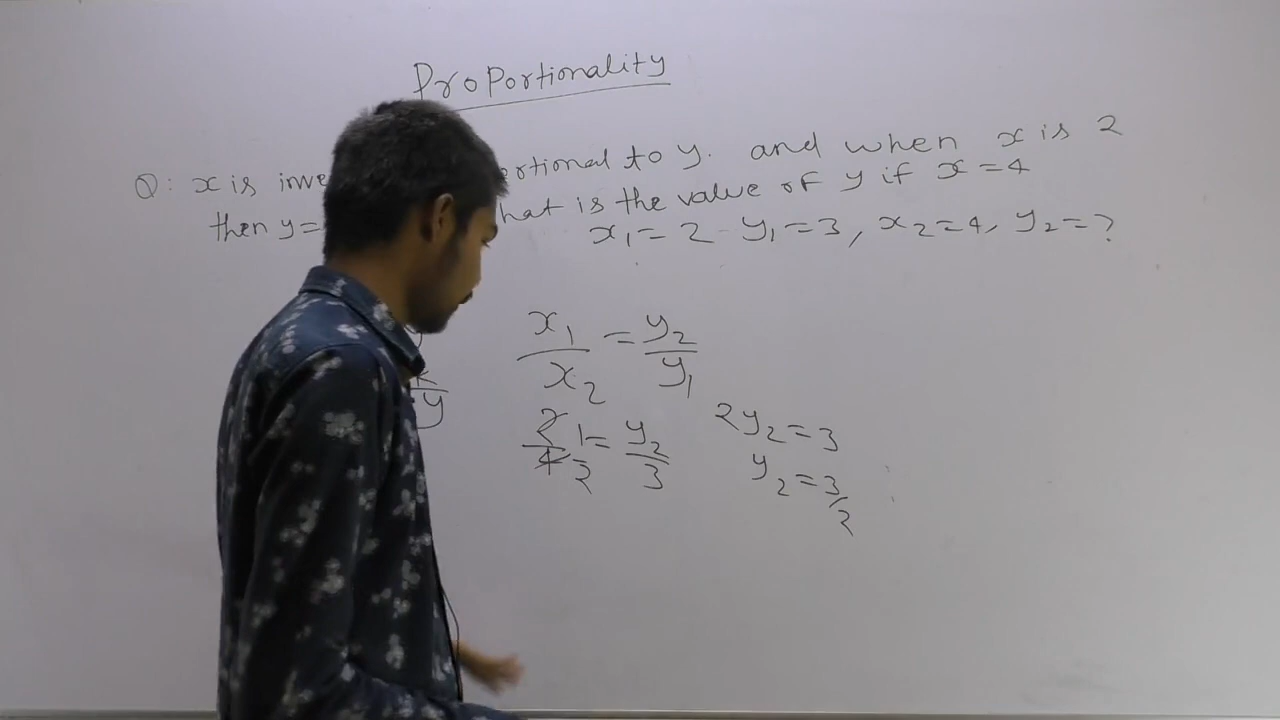 Proportionality
Q: x is inve ortional to y. and when x is 2
then y= hat is the value of y if x = 4
x₁ = 2 y₁ = 3, x₂ = 4, y₂ = ?
x₁/x₂ = y₂/y₁
y
2/4 1/2 = y₂/3
2y₂ = 3
y₂ = 3/2